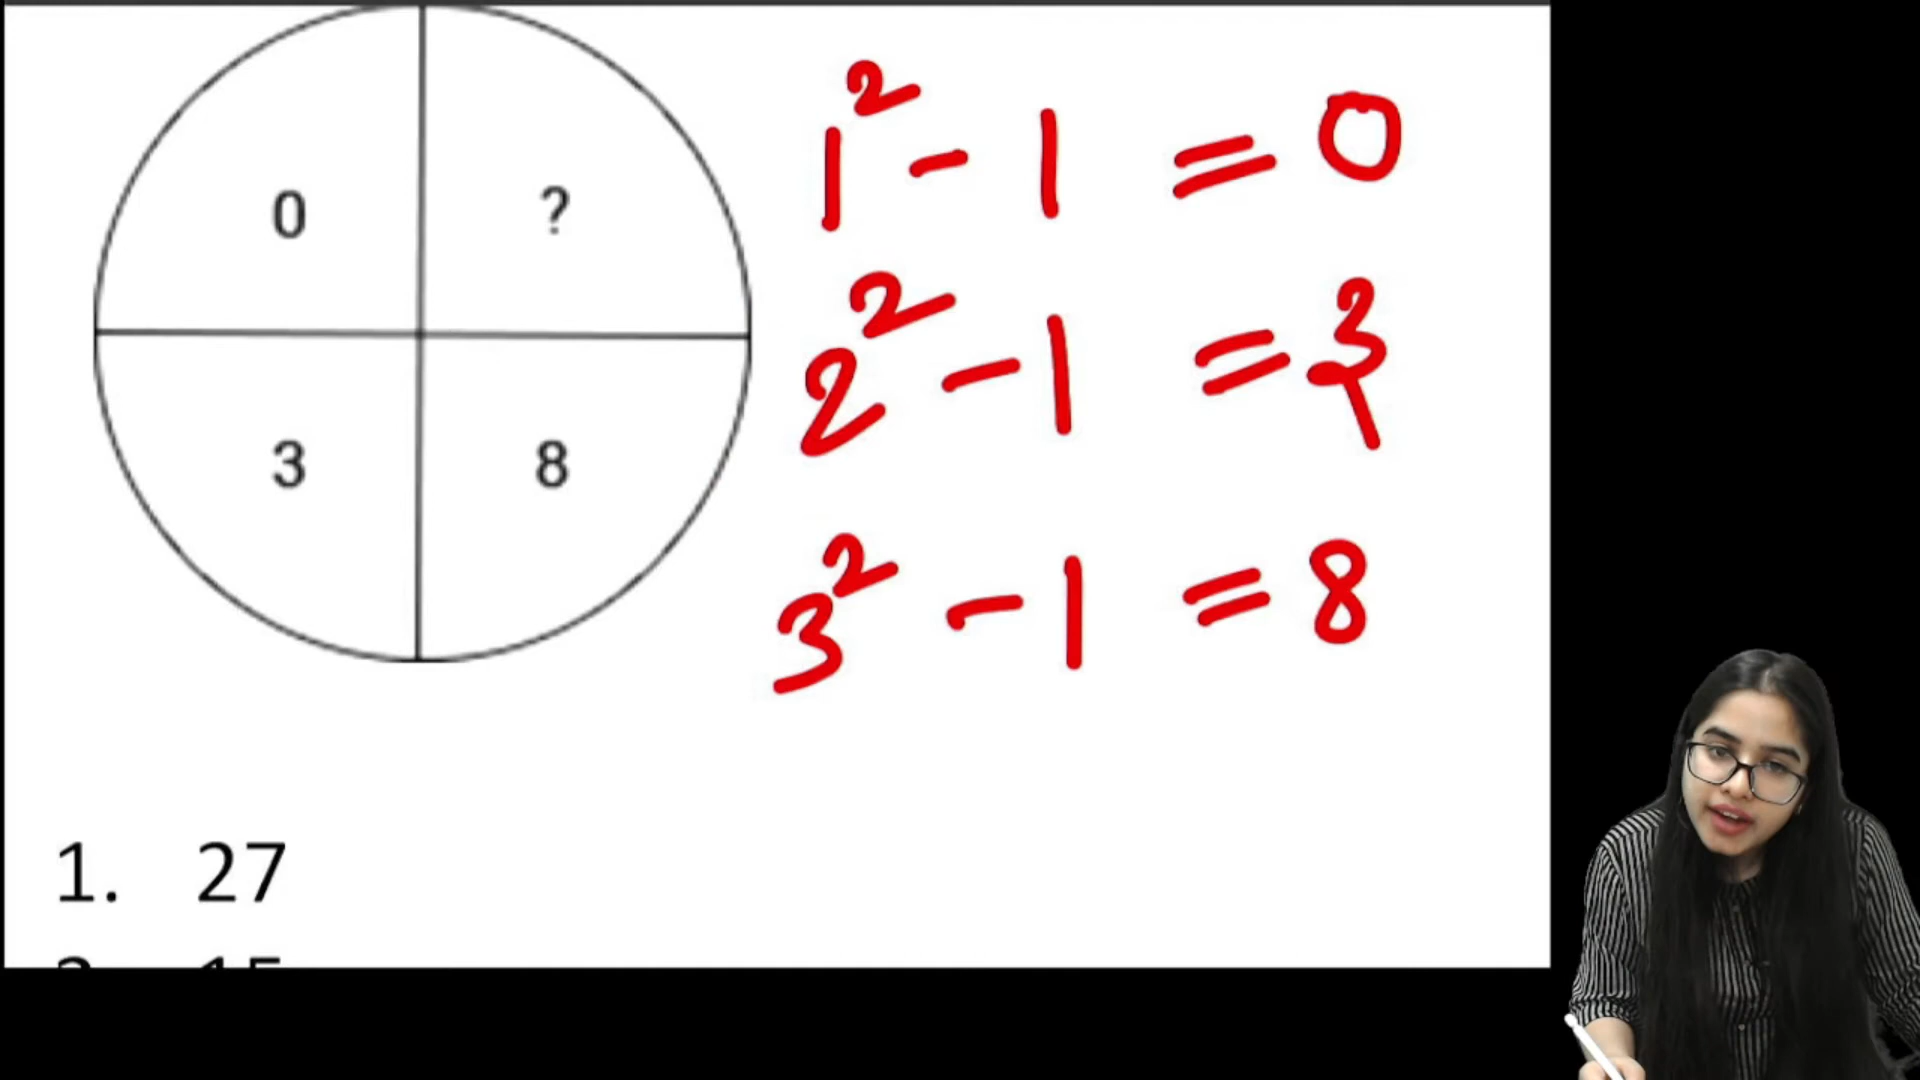 0 ?
3 8
1² - 1 = 0
2² - 1 = 3
3² - 1 = 8
1. 27